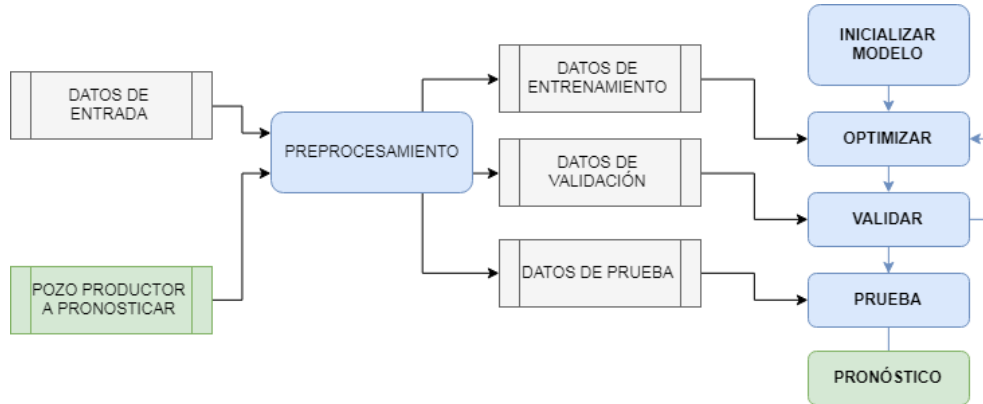 DATOS DE
ENTRADA
POZO PRODUCTOR
A PRONOSTICAR
PREPROCESAMIENTO
DATOS DE
ENTRENAMIENTO
DATOS DE
VALIDACIÓN
DATOS DE PRUEBA
INICIALIZAR
MODELO
OPTIMIZAR
VALIDAR
PRUEBA
PRONÓSTICO